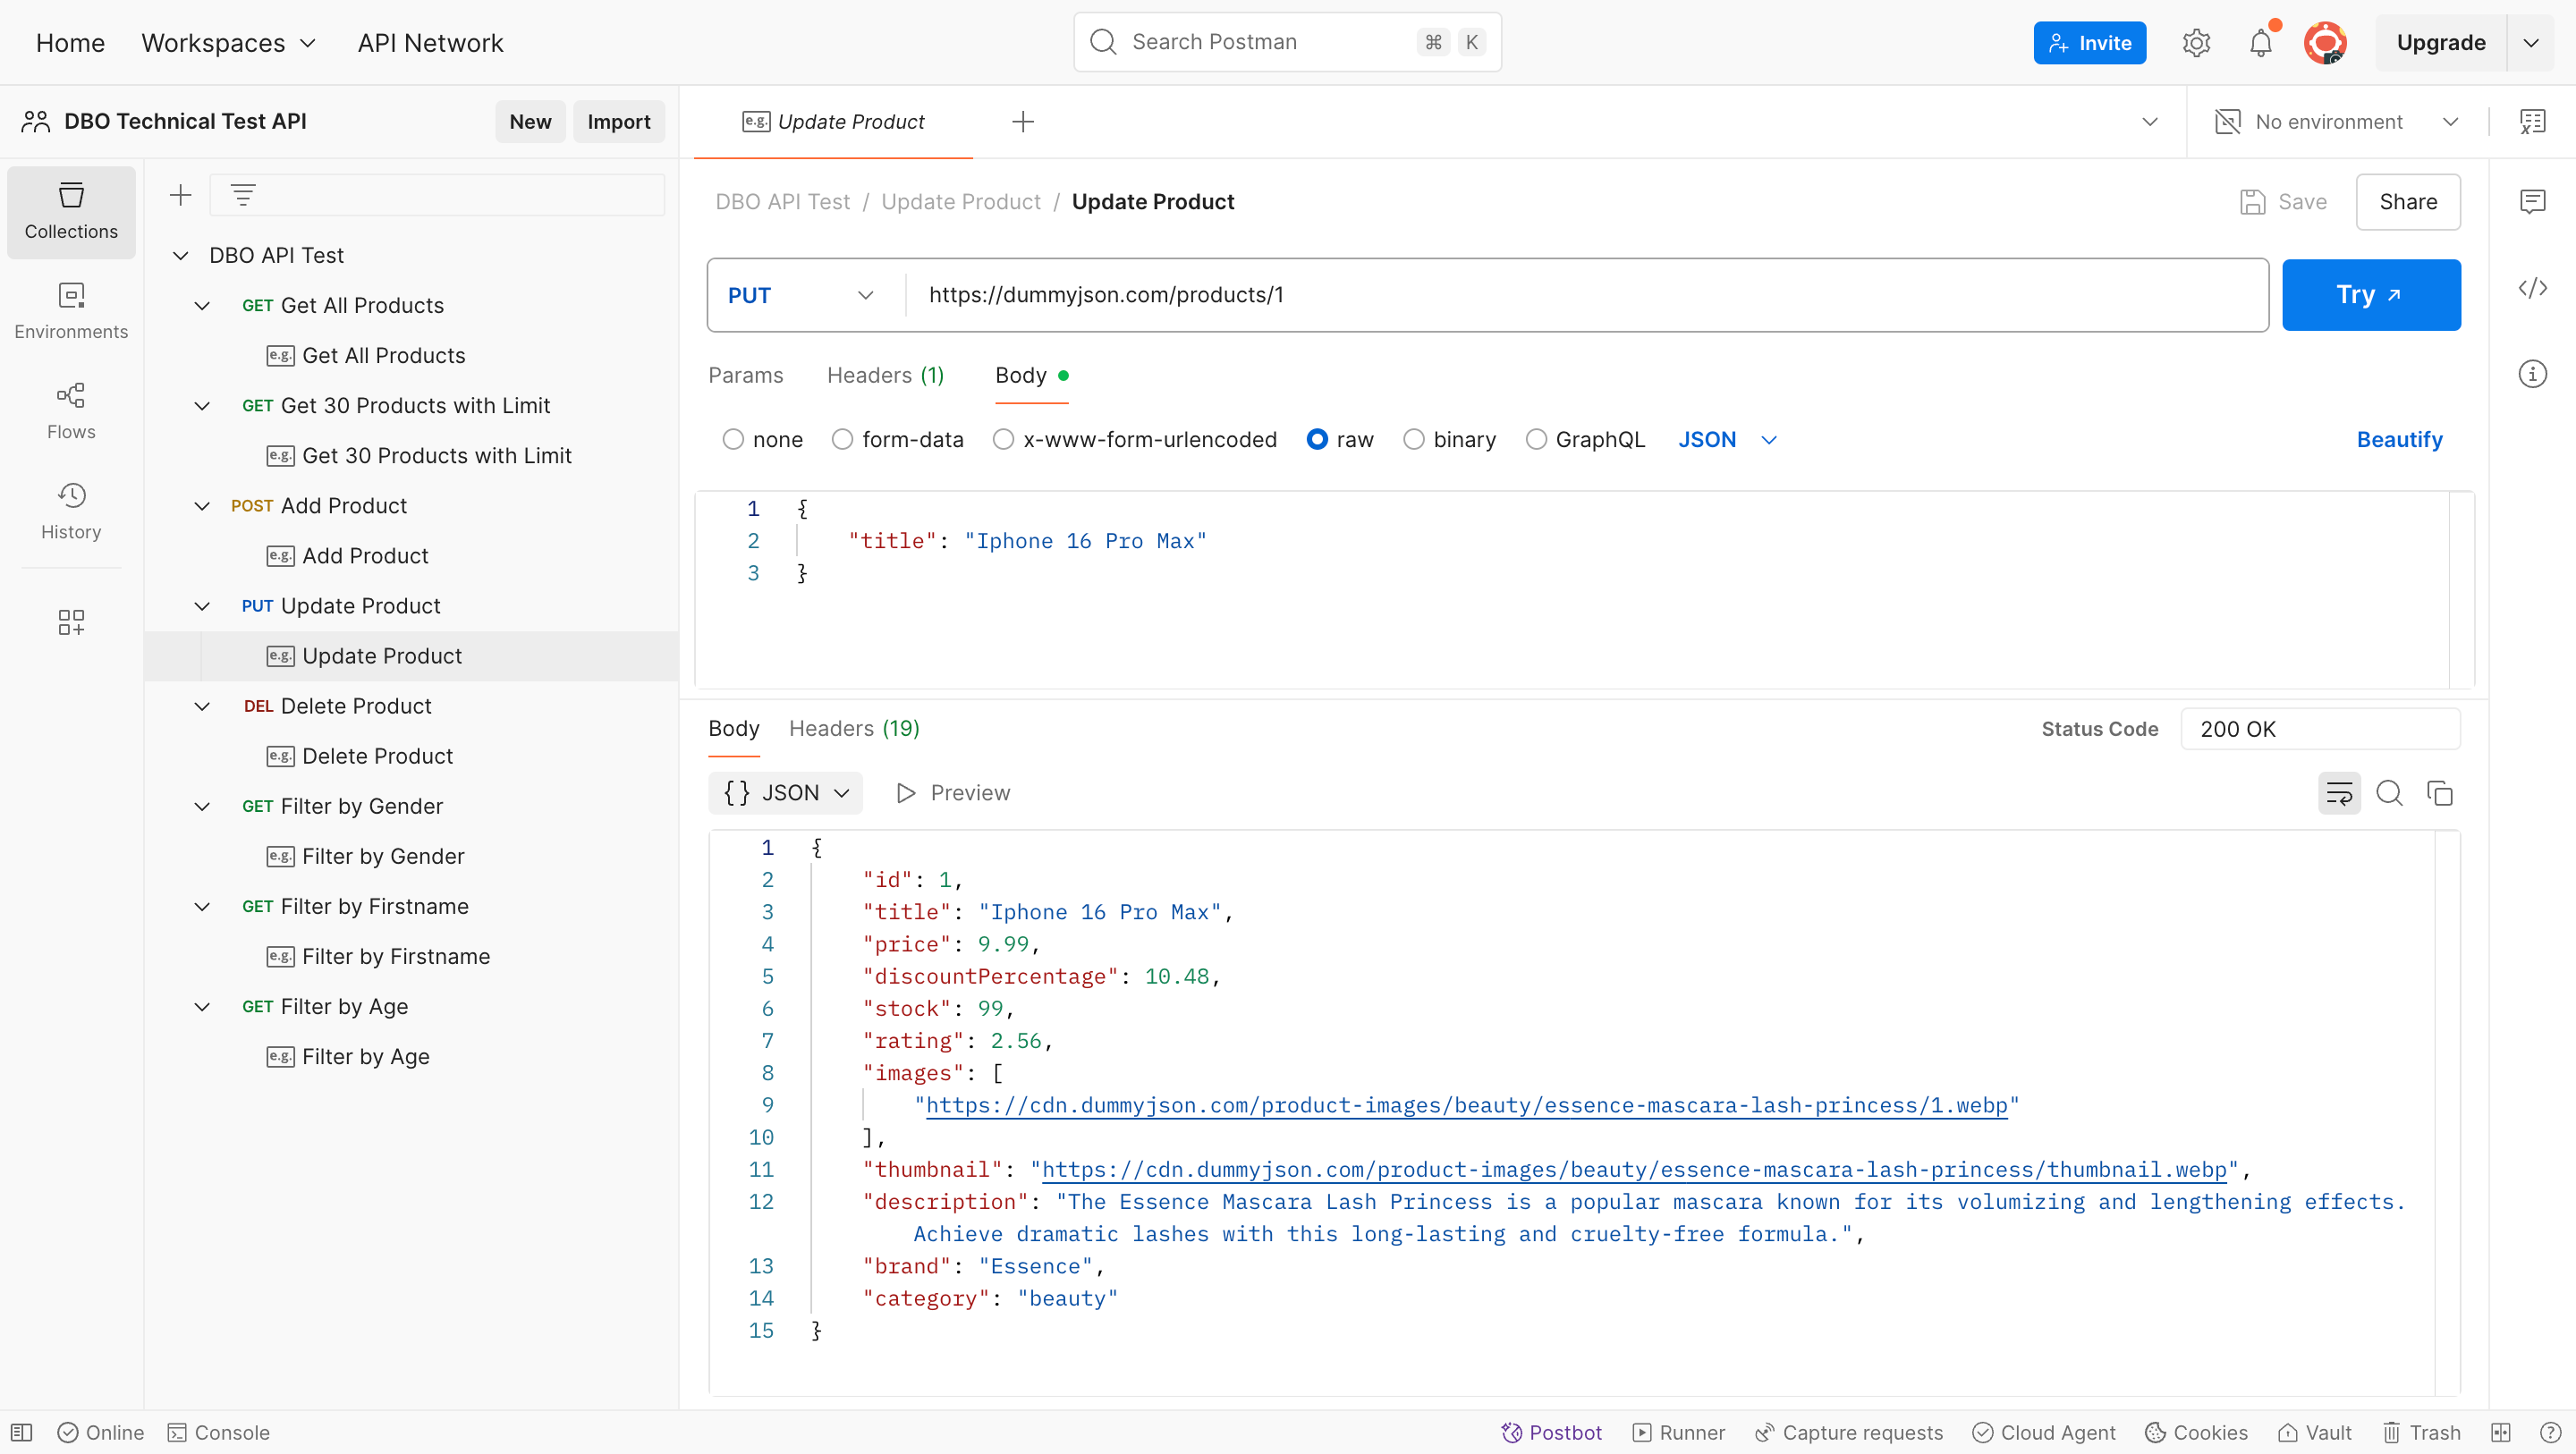 Home Workspaces API Network
Search Postman ⌘ K
Invite Upgrade
DBO Technical Test API New Import
e.g. Update Product
No environment
Collections
Environments
Flows
History
DBO API Test
GET Get All Products
e.g. Get All Products
GET Get 30 Products with Limit
e.g. Get 30 Products with Limit
POST Add Product
e.g. Add Product
PUT Update Product
e.g. Update Product
DEL Delete Product
e.g. Delete Product
GET Filter by Gender
e.g. Filter by Gender
GET Filter by Firstname
e.g. Filter by Firstname
GET Filter by Age
e.g. Filter by Age
DBO API Test / Update Product / Update Product
Save Share
PUT https://dummyjson.com/products/1 Try
Params Headers (1) Body
none form-data x-www-form-urlencoded raw binary GraphQL JSON Beautify
1 {
2 "title": "Iphone 16 Pro Max"
3 }
Body Headers (19) Status Code 200 OK
{} JSON Preview
1 {
2 "id": 1,
3 "title": "Iphone 16 Pro Max",
4 "price": 9.99,
5 "discountPercentage": 10.48,
6 "stock": 99,
7 "rating": 2.56,
8 "images": [
9 "https://cdn.dummyjson.com/product-images/beauty/essence-mascara-lash-princess/1.webp"
10 ],
11 "thumbnail": "https://cdn.dummyjson.com/product-images/beauty/essence-mascara-lash-princess/thumbnail.webp",
12 "description": "The Essence Mascara Lash Princess is a popular mascara known for its volumizing and lengthening effects.
Achieve dramatic lashes with this long-lasting and cruelty-free formula.",
13 "brand": "Essence",
14 "category": "beauty"
15 }
Online Console Postbot Runner Capture requests Cloud Agent Cookies Vault Trash